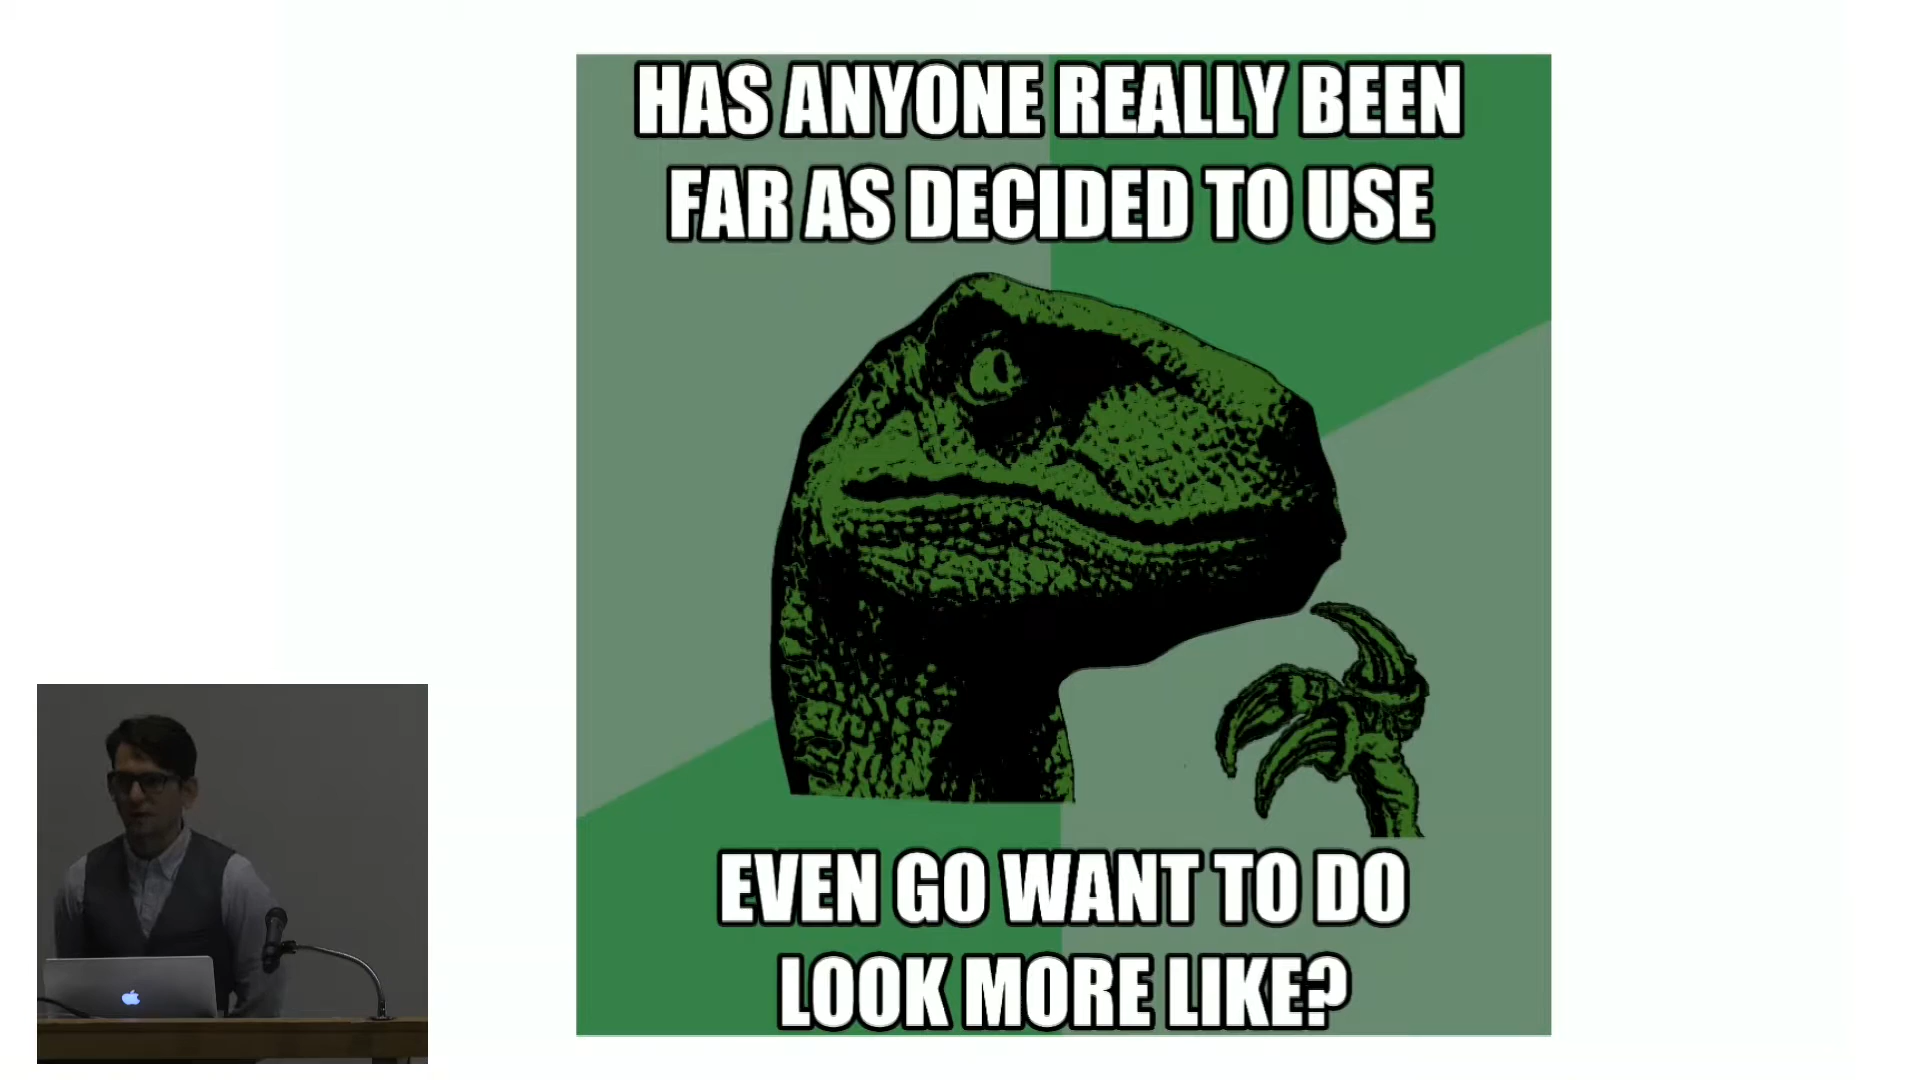 HAS ANYONE REALLY BEEN
FAR AS DECIDED TO USE
EVEN GO WANT TO DO
LOOK MORE LIKE?